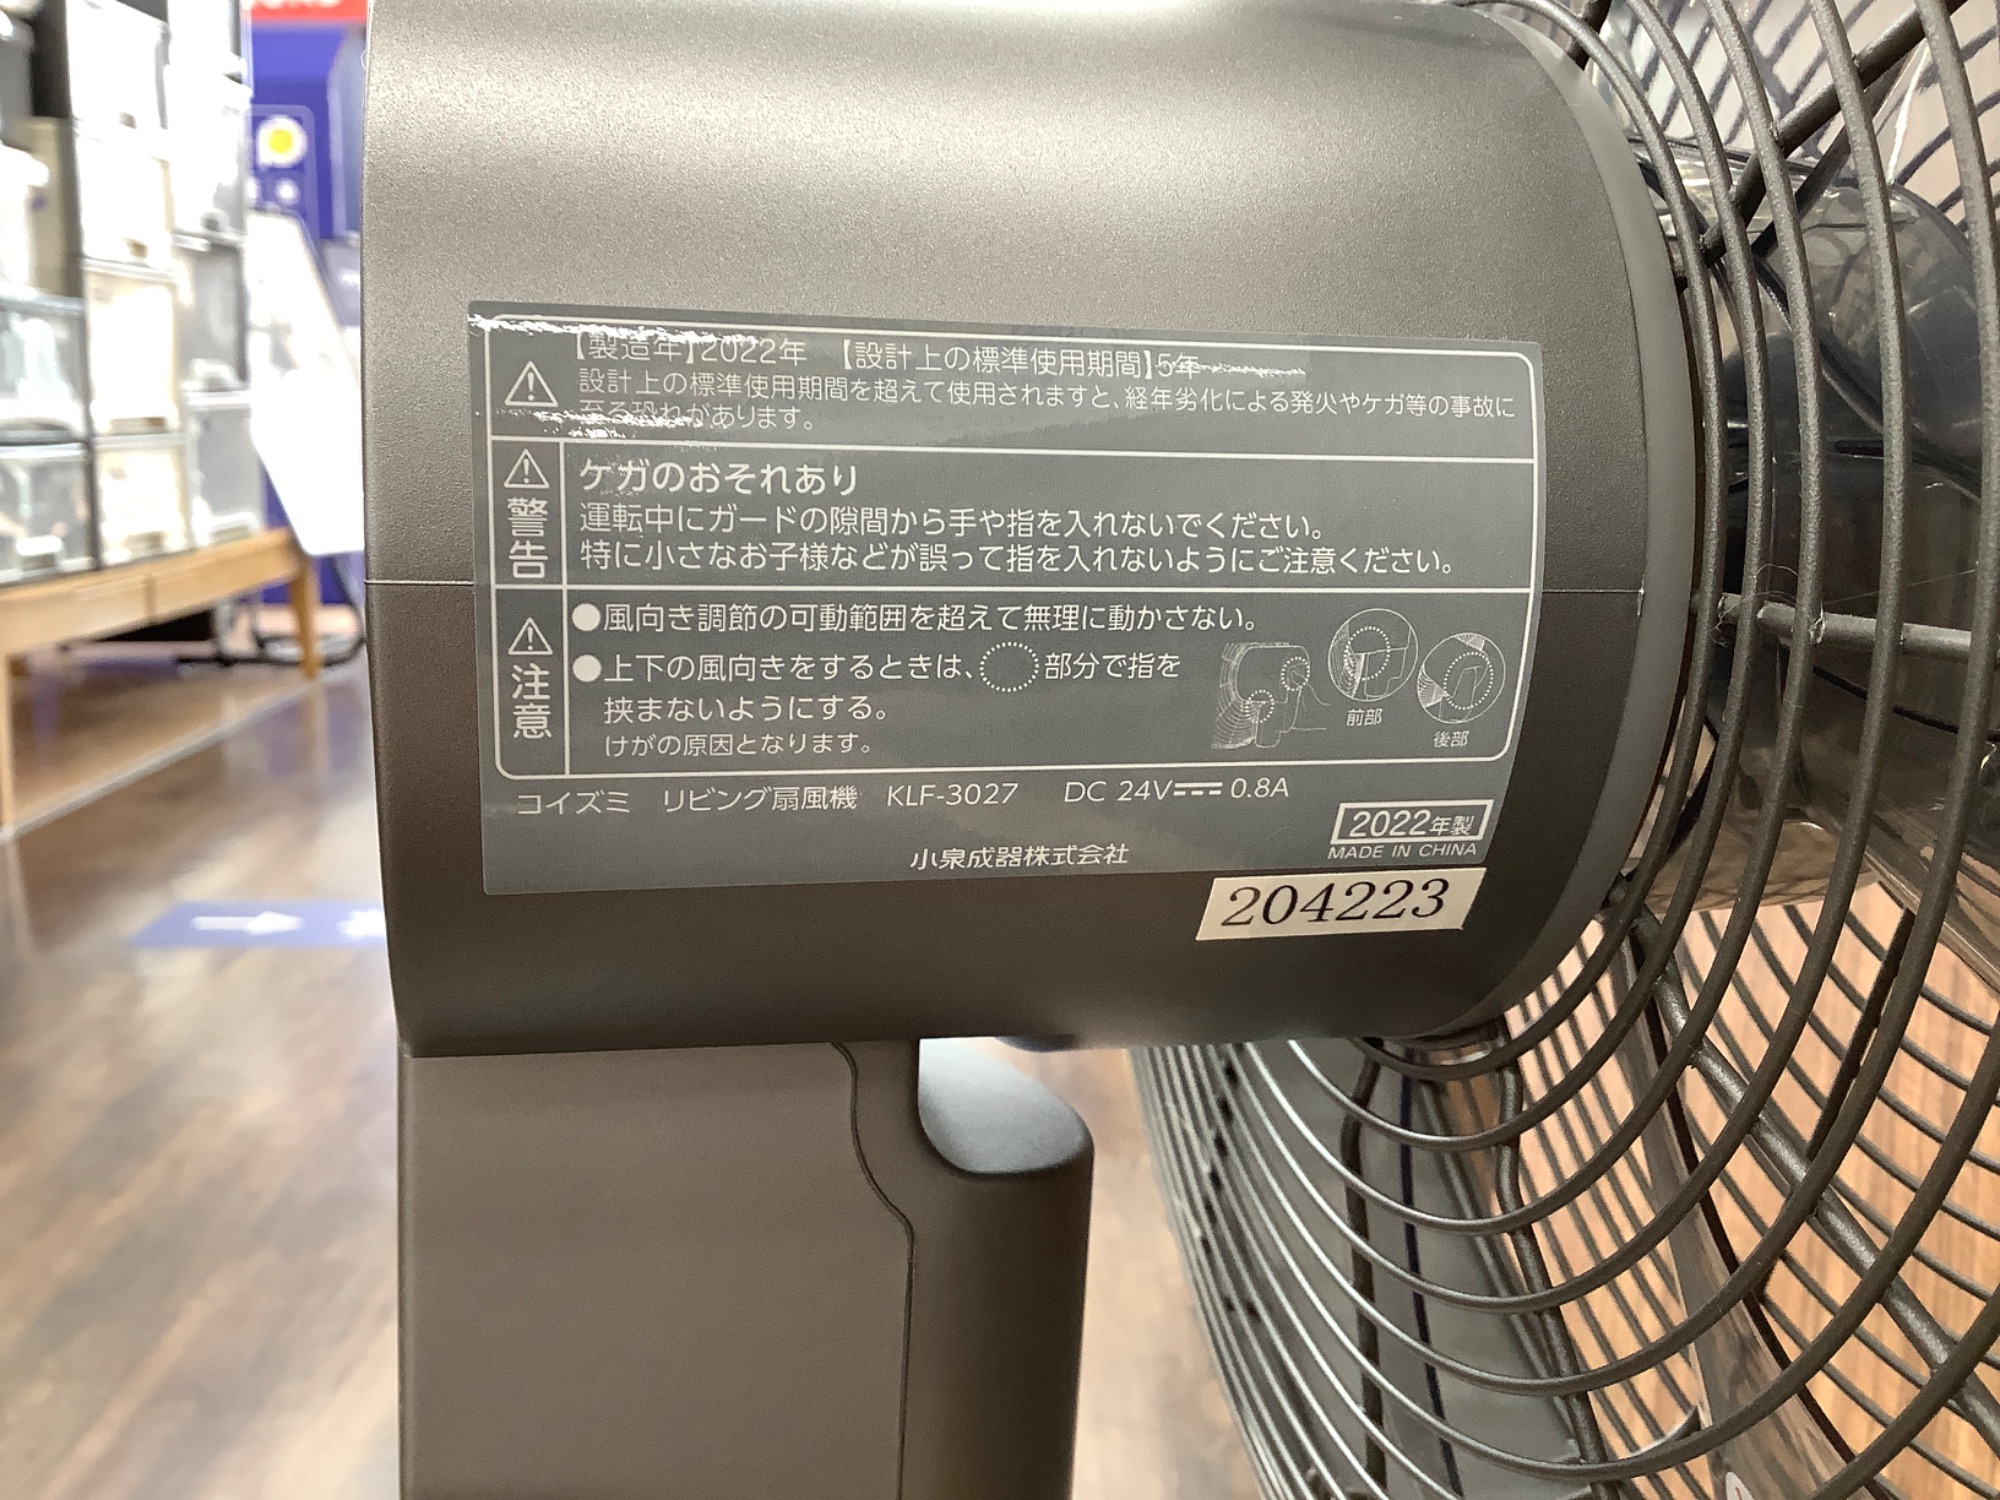 【製造年】2022年 【設計上の標準使用期間】5年
設計上の標準使用期間を超えて使用されますと、経年劣化による発火やケガ等の事故に
至る恐れがあります。
警告
ケガのおそれあり
運転中にガードの隙間から手や指を入れないでください。
特に小さなお子様などが誤って指を入れないようにご注意ください。
注意
●風向き調節の可動範囲を超えて無理に動かさない。
●上下の風向きをするときは、部分で指を
挟まないようにする。
けがの原因となります。
前部
後部
コイズミ リビング扇風機 KLF-3027 DC 24V⎓0.8A
2022年製
小泉成器株式会社
MADE IN CHINA
204223